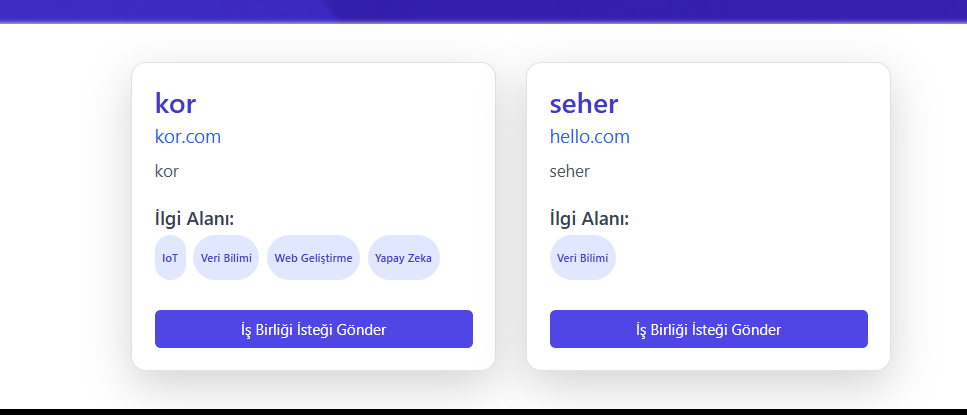 kor
kor.com
kor
İlgi Alanı:
IoT Veri Bilimi Web Geliştirme Yapay Zeka
İş Birliği İsteği Gönder
seher
hello.com
seher
İlgi Alanı:
Veri Bilimi
İş Birliği İsteği Gönder